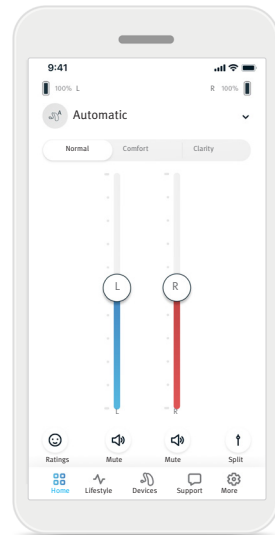 9:41
100% L
R 100%
Automatic
Normal Comfort Clarity
L R
L R
Ratings Mute Mute Split
Home Lifestyle Devices Support More